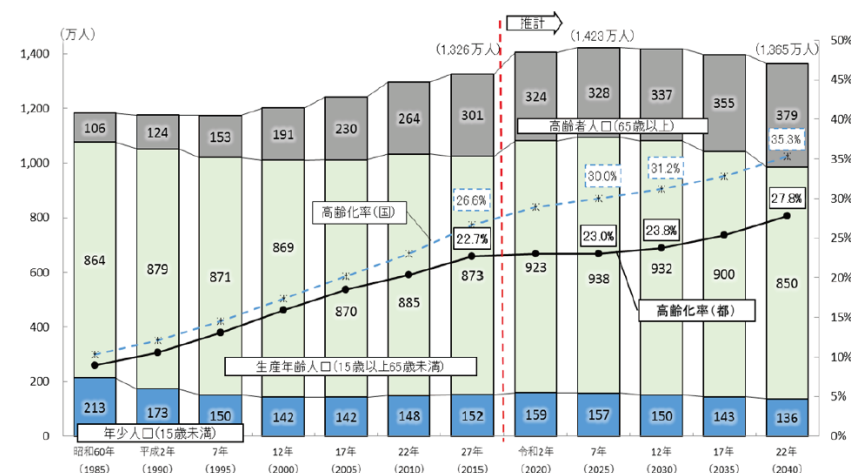 (万人)
推計
(1,326万人)
(1,423万人)
(1,365万人)
1,400
1,200
1,000
800
600
400
200
0
50%
45%
40%
35%
30%
25%
20%
15%
10%
5%
0%
106 124 153 191 230 264 301 324 328 337 355 379
高齢者人口(65歳以上)
35.3%
30.0%
31.2%
26.6%
高齢化率(国)
27.8%
22.7%
23.0%
23.8%
864 879 871 869 870 885 873 923 938 932 900 850
高齢化率(都)
生産年齢人口(15歳以上65歳未満)
213 173 150 142 142 148 152 159 157 150 143 136
年少人口(15歳未満)
昭和60年 平成2年 7年 12年 17年 22年 27年 令和2年 7年 12年 17年 22年
(1985) (1990) (1995) (2000) (2005) (2010) (2015) (2020) (2025) (2030) (2035) (2040)